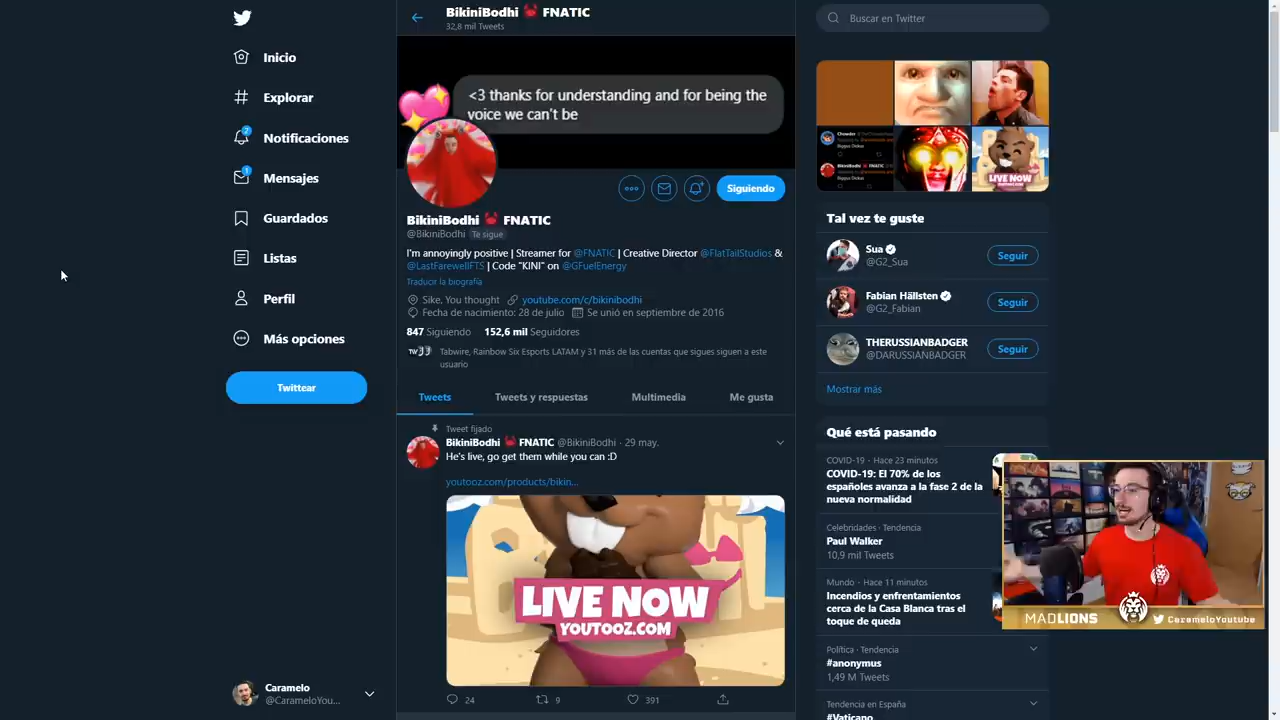 Inicio
Explorar
2
Notificaciones
1
Mensajes
Guardados
Listas
Perfil
Más opciones
Twittear
Caramelo
@CarameloYou...
BikiniBodhi 🦀 FNATIC
32,8 mil Tweets
<3 thanks for understanding and for being the
voice we can't be
Siguiendo
BikiniBodhi 🦀 FNATIC
@BikiniBodhi Te sigue
I'm annoyingly positive | Streamer for @FNATIC | Creative Director @FlatTailStudios &
@LastFarewellFTS | Code "KINI" on @GFuelEnergy
Traducir la biografía
Sike, You thought youtube.com/c/bikinibodhi
Fecha de nacimiento: 28 de julio Se unió en septiembre de 2016
847 Siguiendo 152,6 mil Seguidores
Tabwire, Rainbow Six Esports LATAM y 31 más de las cuentas que sigues siguen a este
usuario
Tweets Tweets y respuestas Multimedia Me gusta
Tweet fijado
BikiniBodhi 🦀 FNATIC @BikiniBodhi · 29 may.
He's live, go get them while you can :D
youtooz.com/products/bikin...
LIVE NOW
YOUTOOZ.COM
24 9 391
Buscar en Twitter
LIVE NOW
Tal vez te guste
Sua
@G2_Sua
Seguir
Fabian Hällsten
@G2_Fabian
Seguir
THERUSSIANBADGER
@DARUSSIANBADGER
Seguir
Mostrar más
Qué está pasando
COVID-19 · Hace 23 minutos
COVID-19: El 70% de los
españoles avanza a la fase 2 de la
nueva normalidad
Celebridades · Tendencia
Paul Walker
10,9 mil Tweets
Mundo · Hace 11 minutos
Incendios y enfrentamientos
cerca de la Casa Blanca tras el
toque de queda
Política · Tendencia
#anonymus
1,49 M Tweets
Tendencia en España
#Vaticano
MADLIONS CarameloYoutube